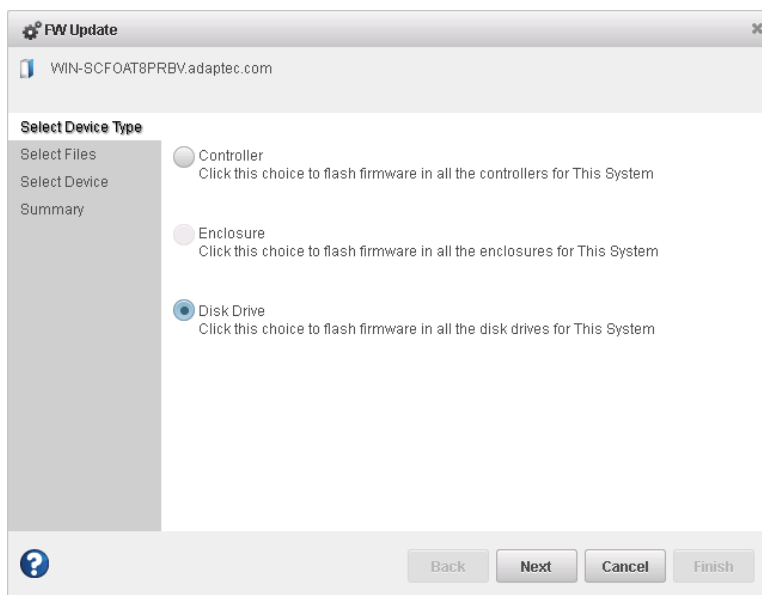 FW Update
WIN-SCFOAT8PRBV.adaptec.com
Select Device Type
Select Files
Select Device
Summary
Controller
Click this choice to flash firmware in all the controllers for This System
Enclosure
Click this choice to flash firmware in all the enclosures for This System
Disk Drive
Click this choice to flash firmware in all the disk drives for This System
?
Back
Next
Cancel
Finish